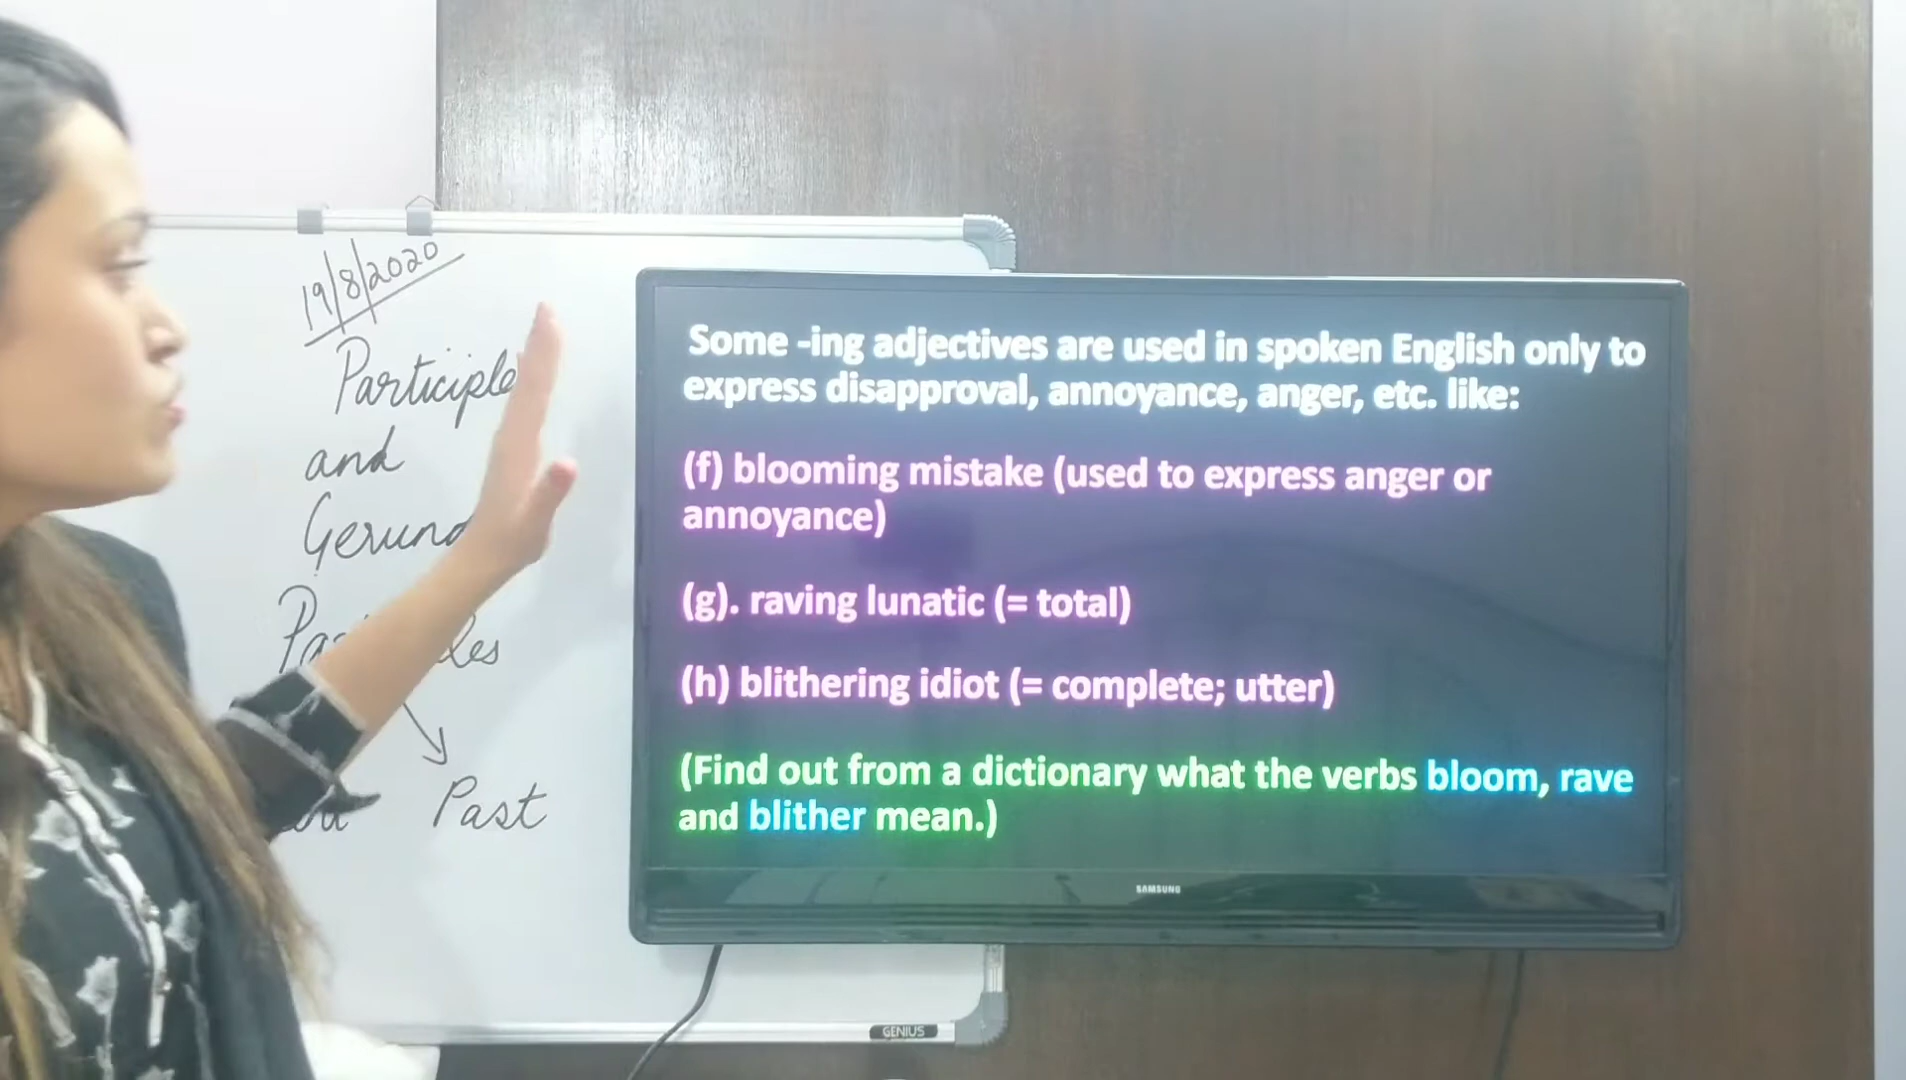 19/8/2020
Participle
and
Past
Some -ing adjectives are used in spoken English only to
express disapproval, annoyance, anger, etc. like:
(f) blooming mistake (used to express anger or
annoyance)
(g). raving lunatic (= total)
(h) blithering idiot (= complete; utter)
(Find out from a dictionary what the verbs bloom, rave
and blither mean.)
SAMSUNG
GENIUS